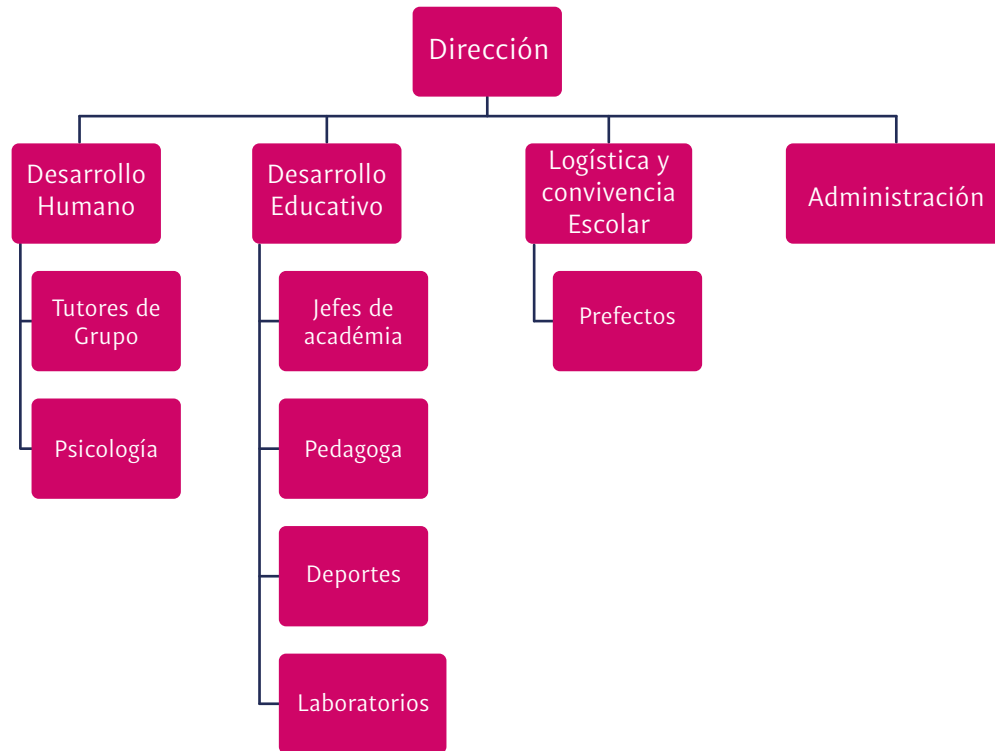 Dirección
Desarrollo
Humano
Desarrollo
Educativo
Logística y
convivencia
Escolar
Administración
Tutores de
Grupo
Jefes de
académia
Prefectos
Psicología
Pedagoga
Deportes
Laboratorios